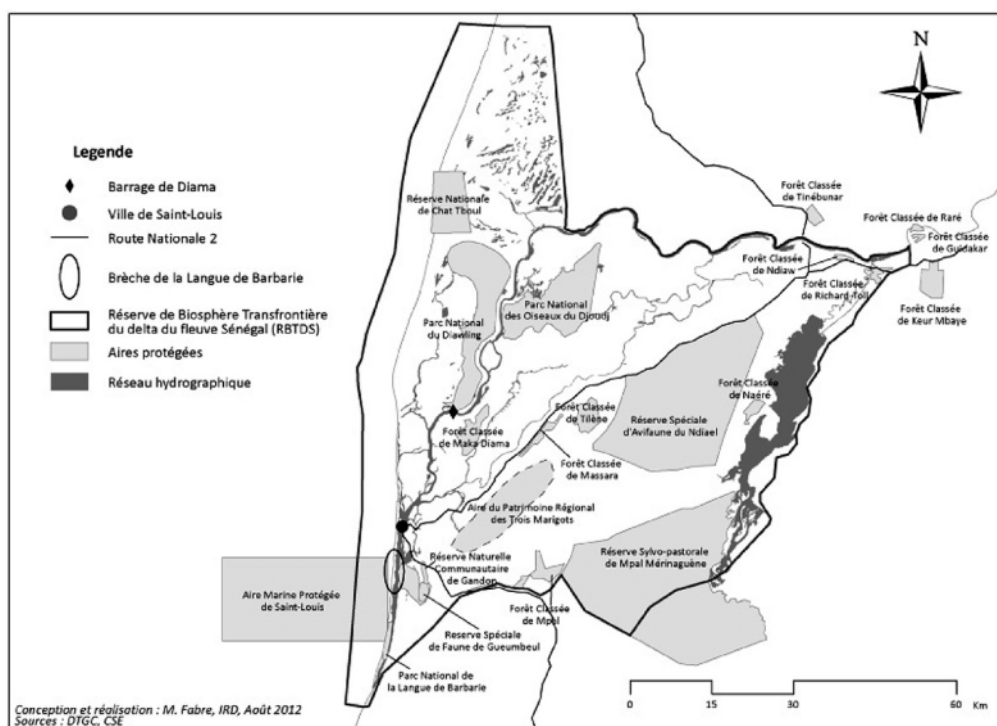 N
Legende
Barrage de Diama
Ville de Saint-Louis
Route Nationale 2
Brèche de la Langue de Barbarie
Réserve de Biosphère Transfrontière
du delta du fleuve Sénégal (RBTDS)
Aires protégées
Réseau hydrographique
Réserve Nationale
de Chat Tboul
Forêt Classée
de Tinébunar
Forêt Classée de Raré
Forêt Classée
de Guidakar
Forêt Classée
de Ndiaw
Forêt Classée
de Richard-Toll
Forêt Classée
de Keur Mbaye
Parc National
des Oiseaux du Djoudj
Parc National
du Diawling
Forêt Classée
de Naéré
Forêt Classée
de Tilène
Réserve Spéciale
d'Avifaune du Ndiael
Forêt Classée
de Maka Diama
Forêt Classée
de Massara
Aire du Patrimoine Régional
des Trois Marigots
Réserve Sylvo-pastorale
de Mpal Mérinaguène
Réserve Naturelle
Communautaire
de Gandon
Aire Marine Protégée
de Saint-Louis
Forêt Classée
de Mpal
Reserve Spéciale
de Faune de Gueumbeul
Parc National de
la Langue de Barbarie
0 15 30 60
Km
Conception et réalisation : M. Fabre, IRD, Août 2012
Sources : DTGC, CSE